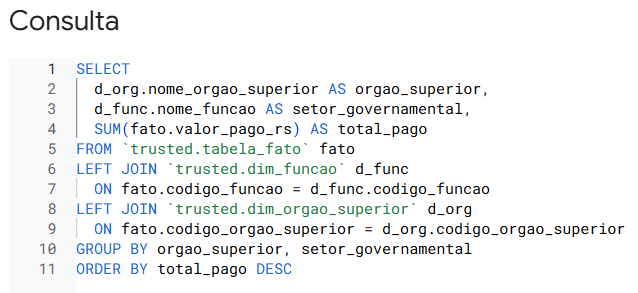 Consulta
1 SELECT
2 d_org.nome_orgao_superior AS orgao_superior,
3 d_func.nome_funcao AS setor_governamental,
4 SUM(fato.valor_pago_rs) AS total_pago
5 FROM `trusted.tabela_fato` fato
6 LEFT JOIN `trusted.dim_funcao` d_func
7 ON fato.codigo_funcao = d_func.codigo_funcao
8 LEFT JOIN `trusted.dim_orgao_superior` d_org
9 ON fato.codigo_orgao_superior = d_org.codigo_orgao_superior
10 GROUP BY orgao_superior, setor_governamental
11 ORDER BY total_pago DESC